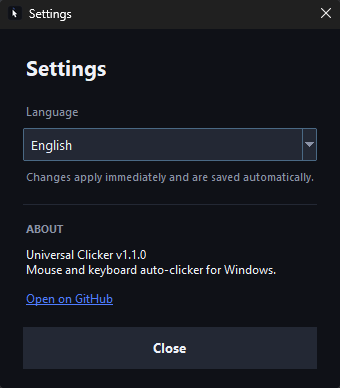 Settings
Settings
Language
English
Changes apply immediately and are saved automatically.
ABOUT
Universal Clicker v1.1.0
Mouse and keyboard auto-clicker for Windows.
Open on GitHub
Close